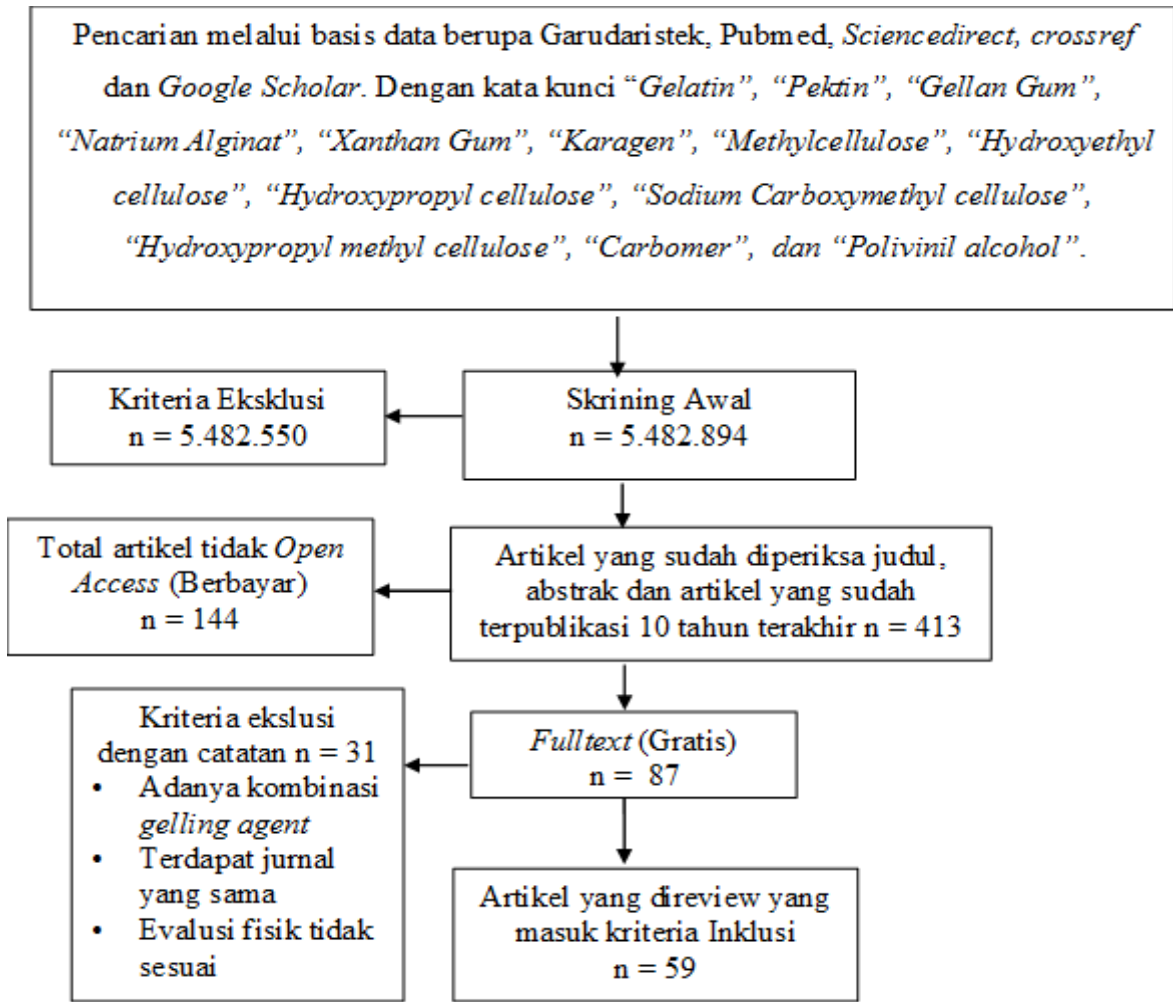 Pencarian melalui basis data berupa Garudaristek, Pubmed, Sciencedirect, crossref
dan Google Scholar. Dengan kata kunci “Gelatin”, “Pektin”, “Gellan Gum”,
“Natrium Alginat”, “Xanthan Gum”, “Karagen”, “Methylcellulose”, “Hydroxyethyl
cellulose”, “Hydroxypropyl cellulose”, “Sodium Carboxymethyl cellulose”,
“Hydroxypropyl methyl cellulose”, “Carbomer”, dan “Polivinil alcohol”.
Kriteria Eksklusi
n = 5.482.550
Skrining Awal
n = 5.482.894
Total artikel tidak Open
Access (Berbayar)
n = 144
Artikel yang sudah diperiksa judul,
abstrak dan artikel yang sudah
terpublikasi 10 tahun terakhir n = 413
Kriteria ekslusi
dengan catatan n = 31
• Adanya kombinasi
gelling agent
• Terdapat jurnal
yang sama
• Evalusi fisik tidak
sesuai
Fulltext (Gratis)
n = 87
Artikel yang direview yang
masuk kriteria Inklusi
n = 59